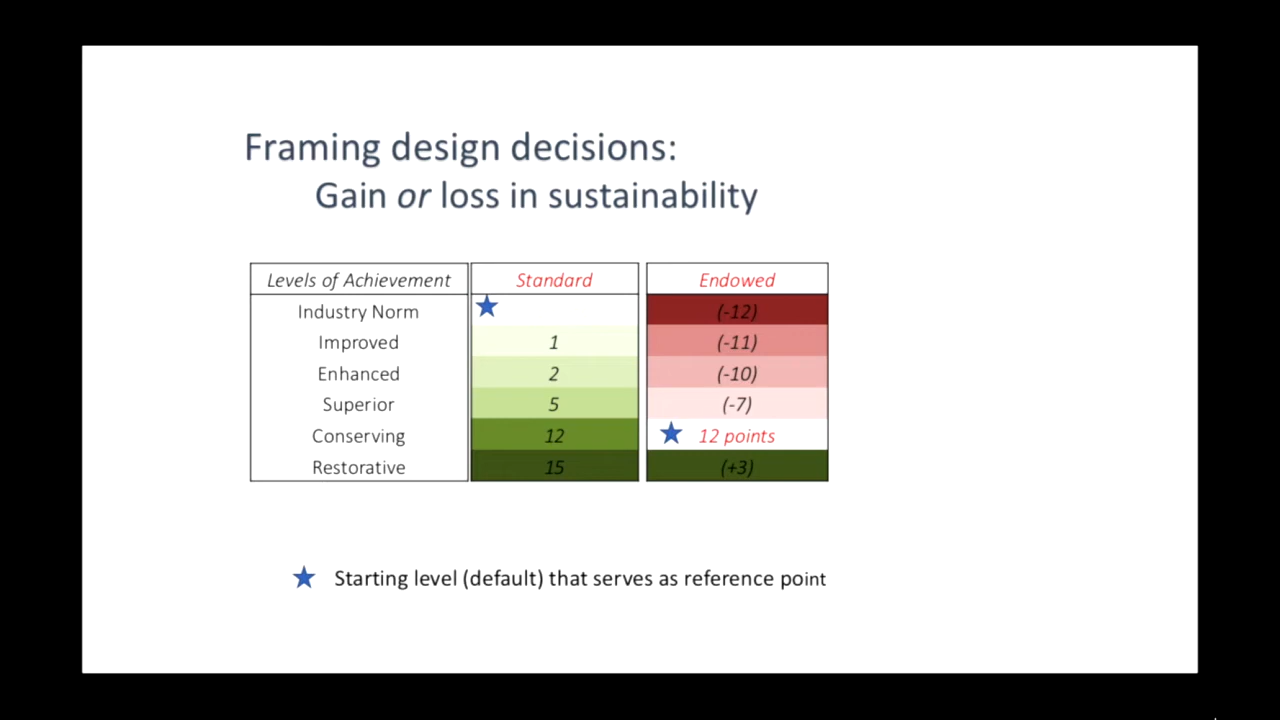 Framing design decisions:
Gain or loss in sustainability
Levels of Achievement Standard Endowed
Industry Norm (-12)
Improved 1 (-11)
Enhanced 2 (-10)
Superior 5 (-7)
Conserving 12 12 points
Restorative 15 (+3)
Starting level (default) that serves as reference point